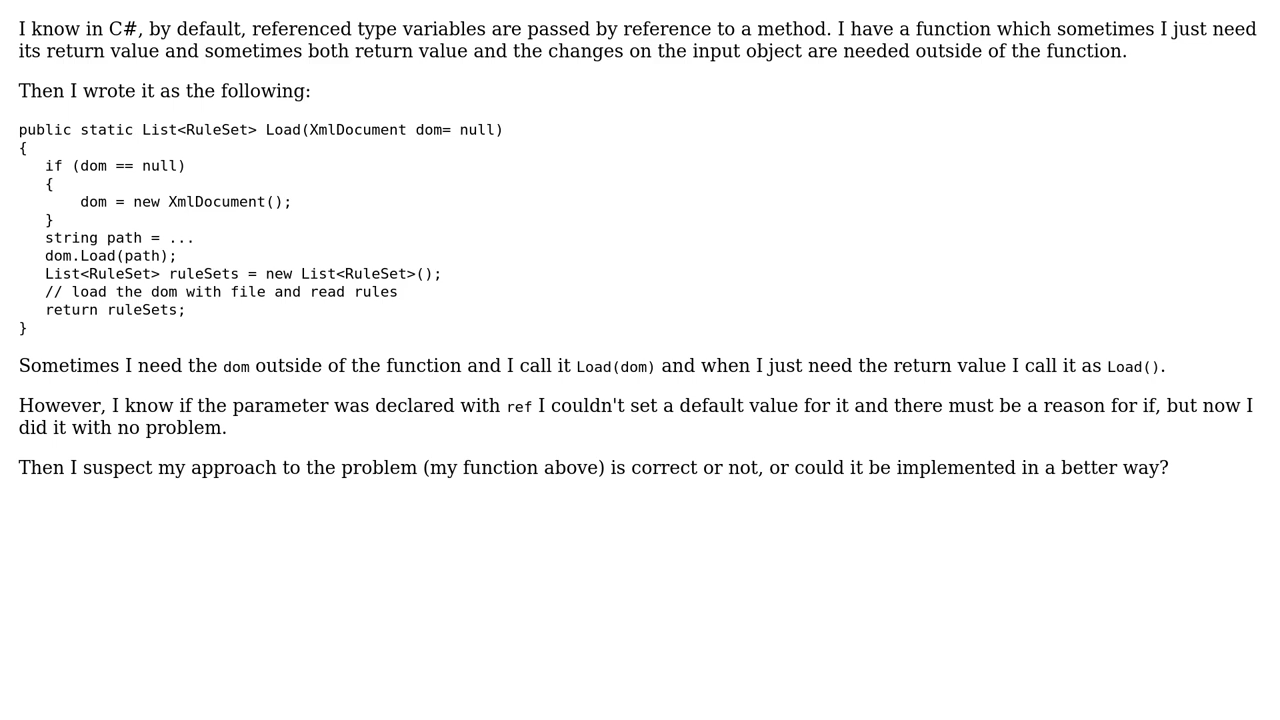 I know in C#, by default, referenced type variables are passed by reference to a method. I have a function which sometimes I just need
its return value and sometimes both return value and the changes on the input object are needed outside of the function.
Then I wrote it as the following:
public static List<RuleSet> Load(XmlDocument dom= null)
{
   if (dom == null)
   {
       dom = new XmlDocument();
   }
   string path = ...
   dom.Load(path);
   List<RuleSet> ruleSets = new List<RuleSet>();
   // load the dom with file and read rules
   return ruleSets;
}
Sometimes I need the dom outside of the function and I call it Load(dom) and when I just need the return value I call it as Load().
However, I know if the parameter was declared with ref I couldn't set a default value for it and there must be a reason for if, but now I
did it with no problem.
Then I suspect my approach to the problem (my function above) is correct or not, or could it be implemented in a better way?